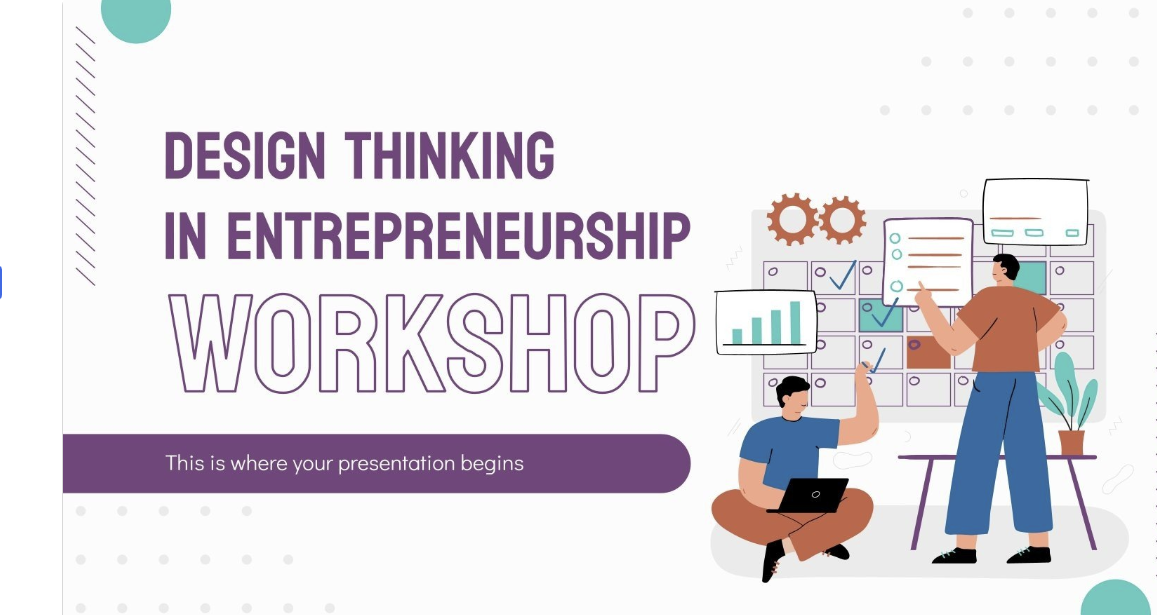 DESIGN THINKING
IN ENTREPRENEURSHIP
WORKSHOP
This is where your presentation begins